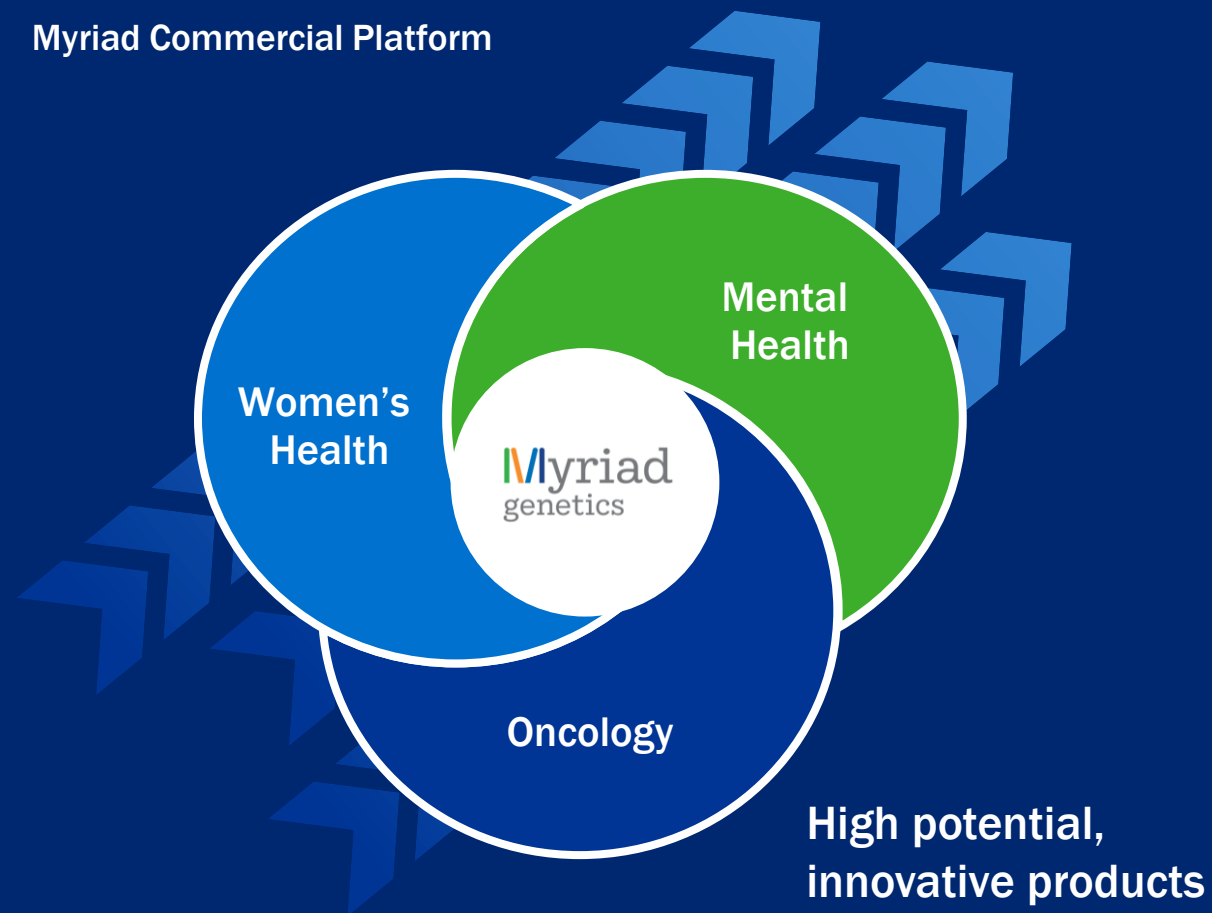 Myriad Commercial Platform
Mental
Health
Women's
Health
Myriad
genetics
Oncology
High potential,
innovative products